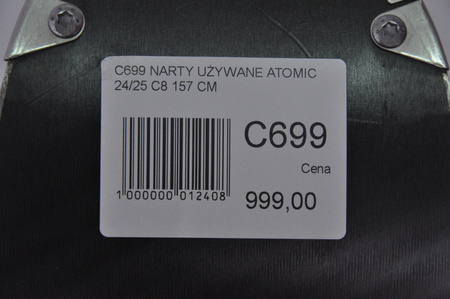 C699 NARTY UŻYWANE ATOMIC
24/25 C8 157 CM
C699
Cena
999,00
1 000000 012408